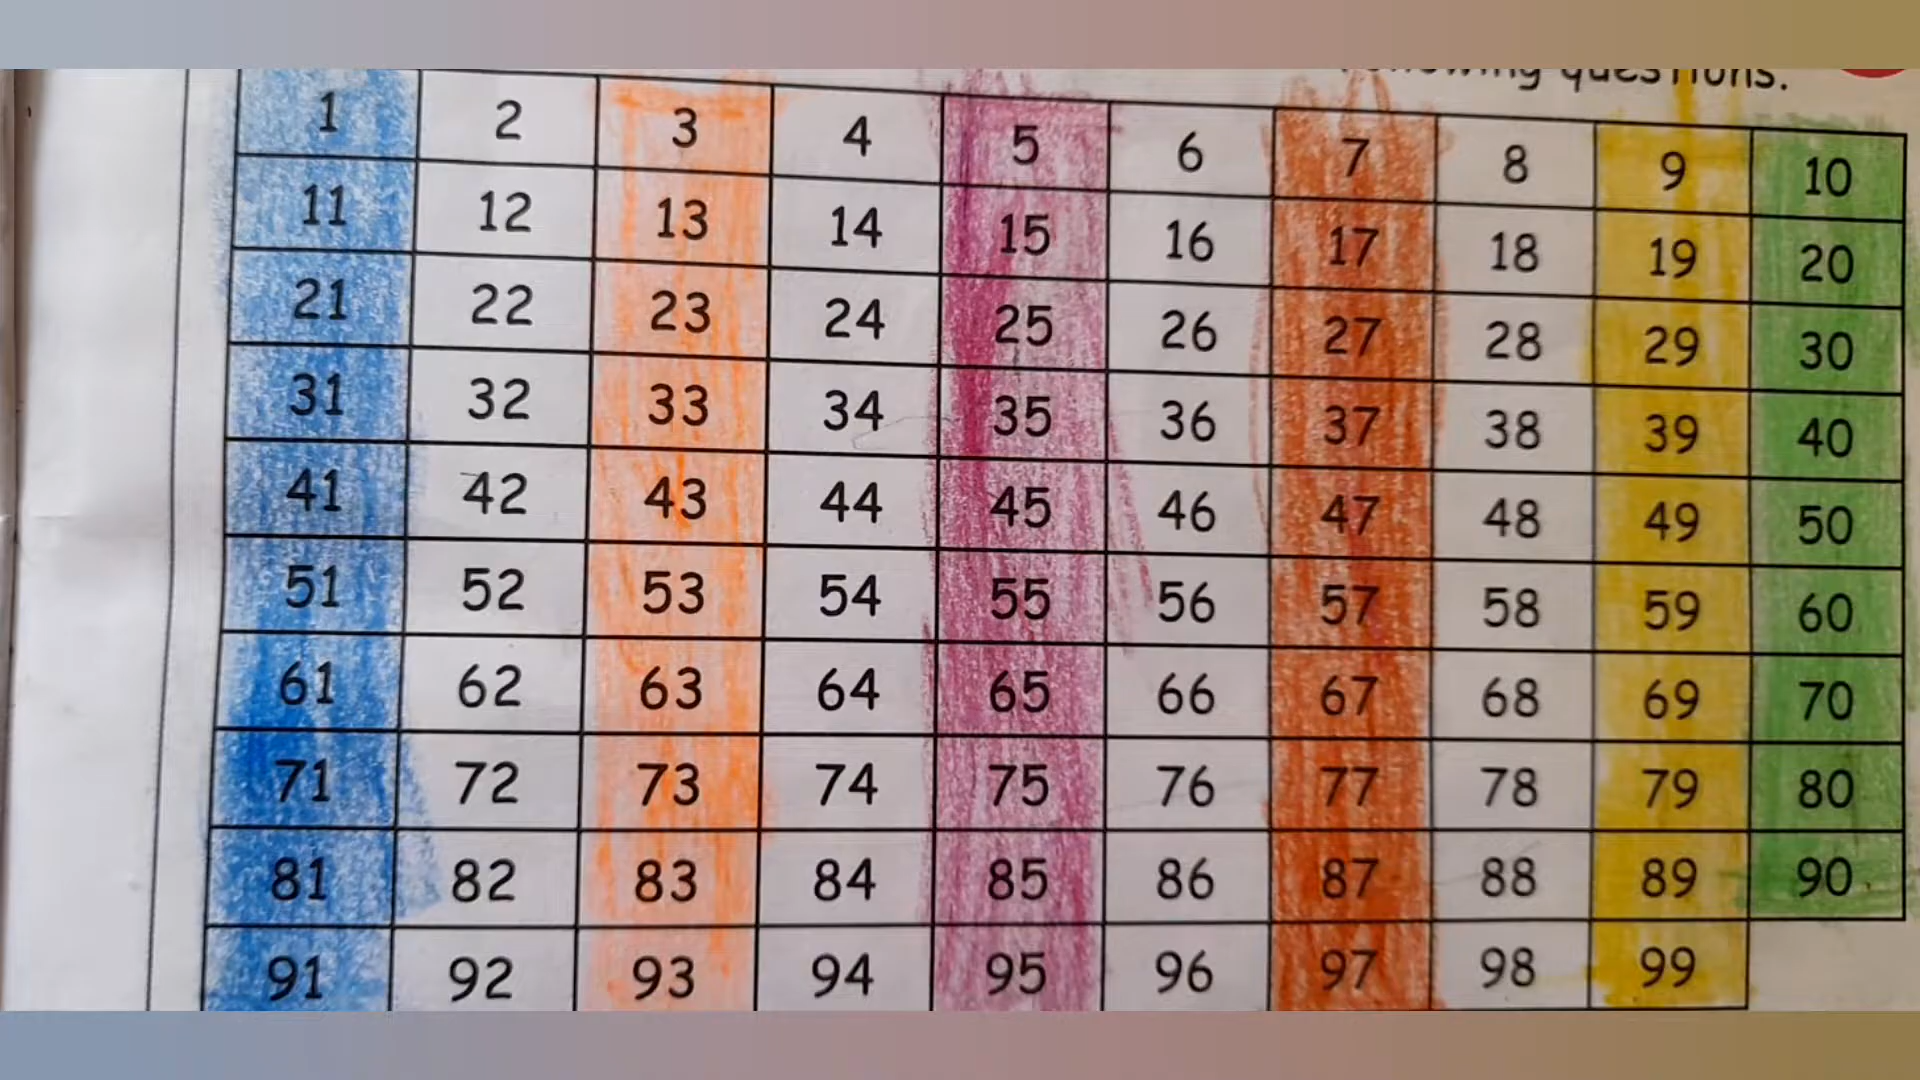 following questions.
1 2 3 4 5 6 7 8 9 10
11 12 13 14 15 16 17 18 19 20
21 22 23 24 25 26 27 28 29 30
31 32 33 34 35 36 37 38 39 40
41 42 43 44 45 46 47 48 49 50
51 52 53 54 55 56 57 58 59 60
61 62 63 64 65 66 67 68 69 70
71 72 73 74 75 76 77 78 79 80
81 82 83 84 85 86 87 88 89 90
91 92 93 94 95 96 97 98 99